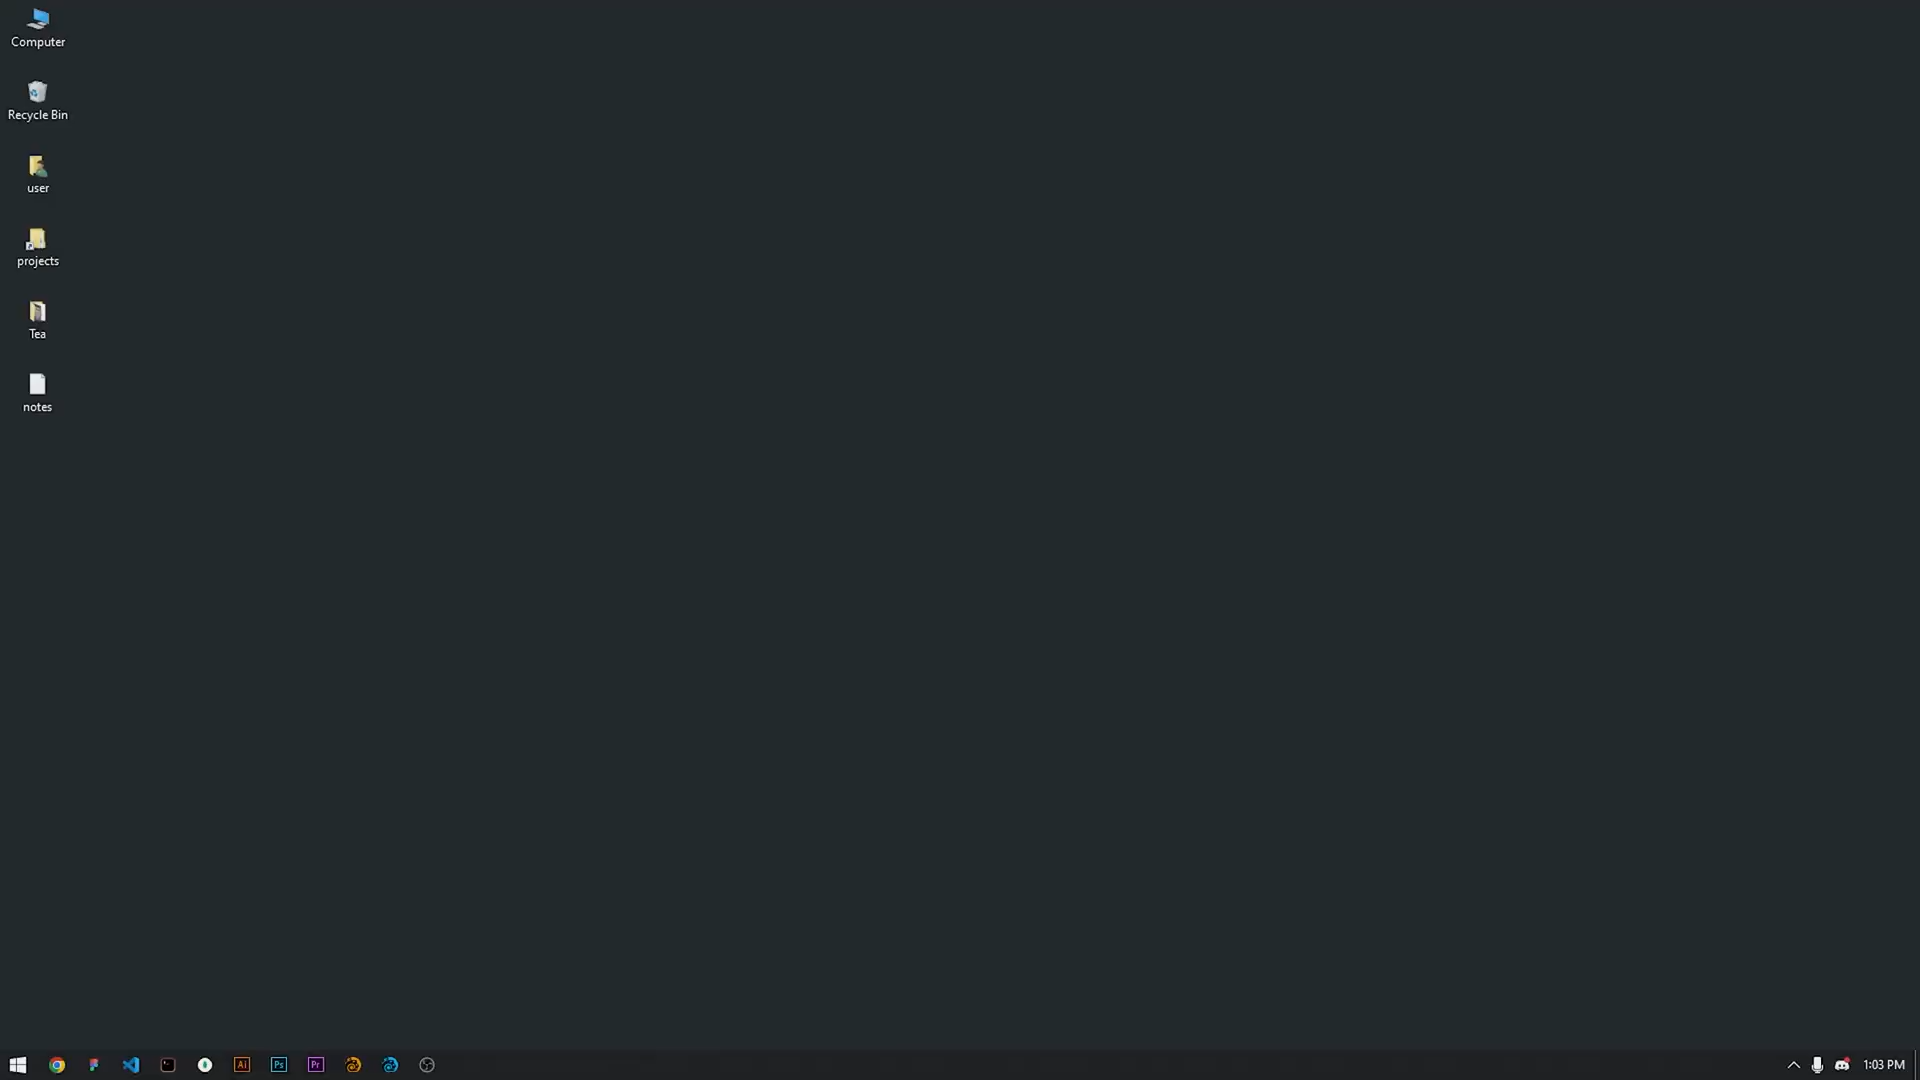 Computer
Recycle Bin
user
projects
Tea
notes
Ai
Ps
Pr
1:03 PM